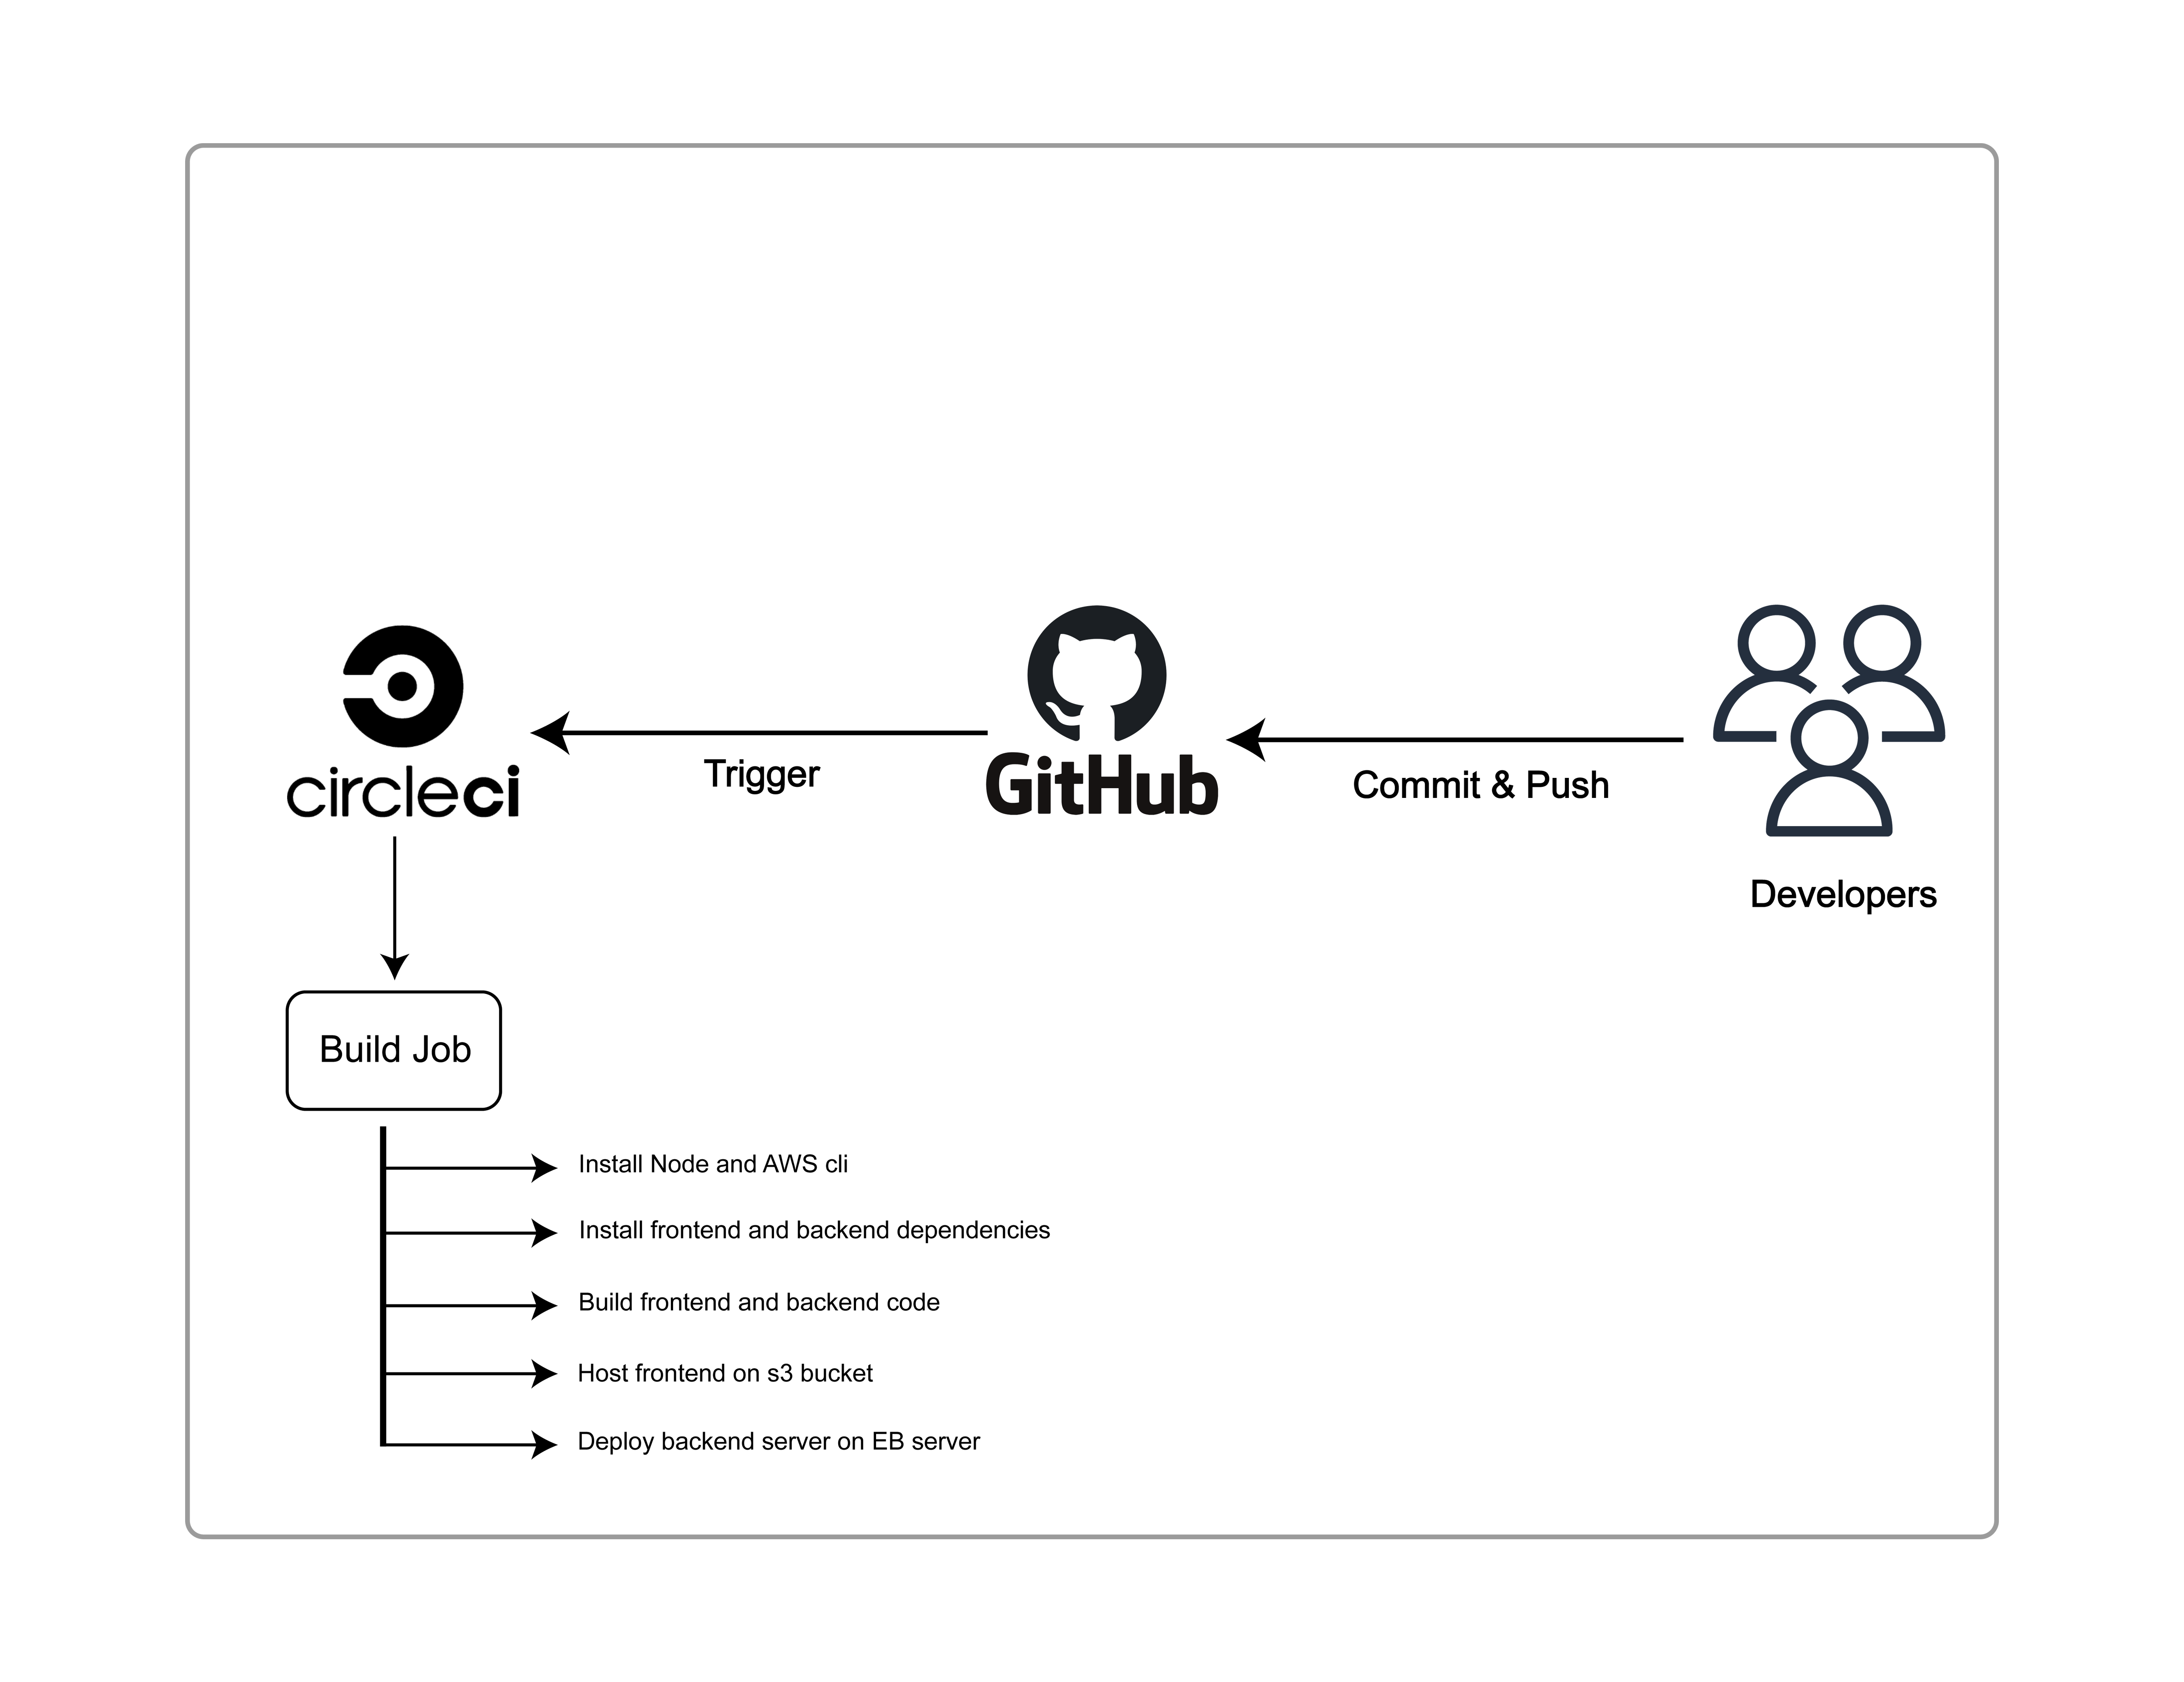 circleci
Trigger
GitHub
Commit & Push
Developers
Build Job
Install Node and AWS cli
Install frontend and backend dependencies
Build frontend and backend code
Host frontend on s3 bucket
Deploy backend server on EB server